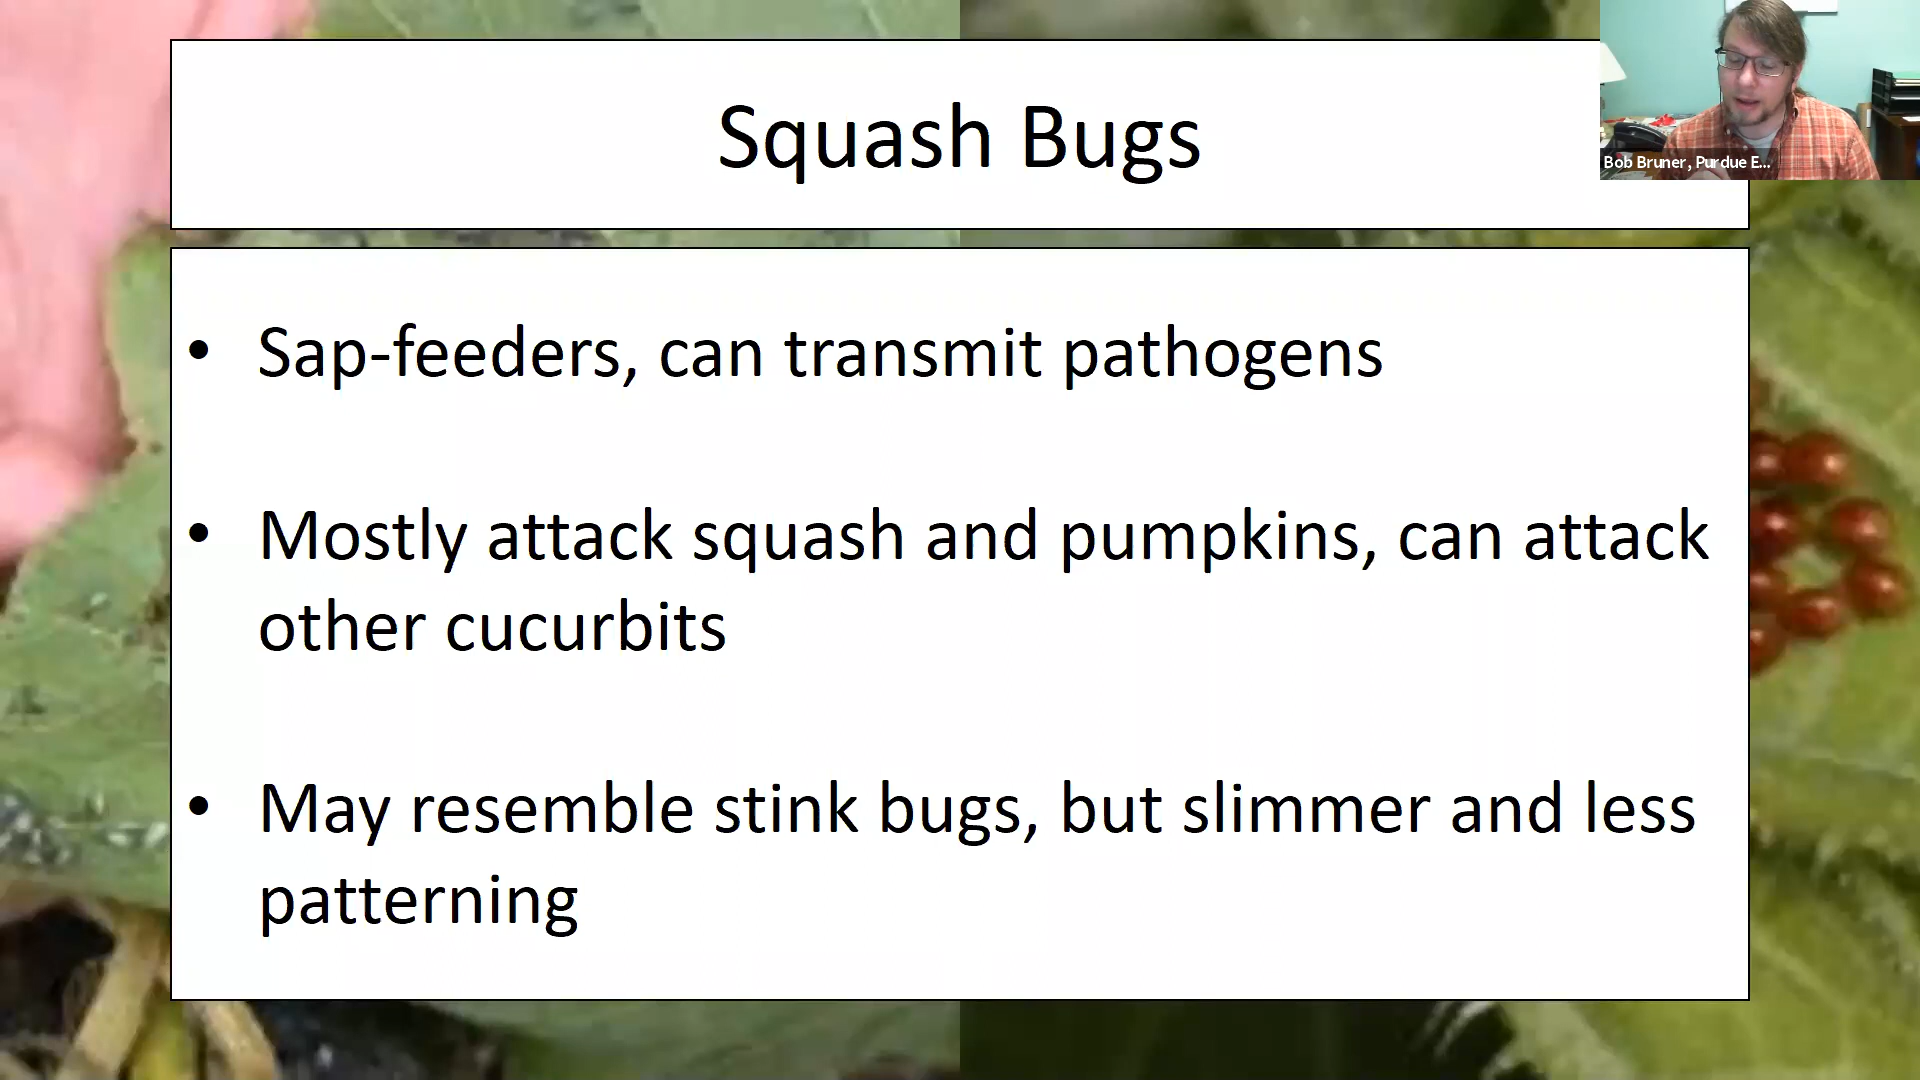 Squash Bugs
Bob Bruner, Purdue E...
• Sap-feeders, can transmit pathogens
• Mostly attack squash and pumpkins, can attack
other cucurbits
• May resemble stink bugs, but slimmer and less
patterning